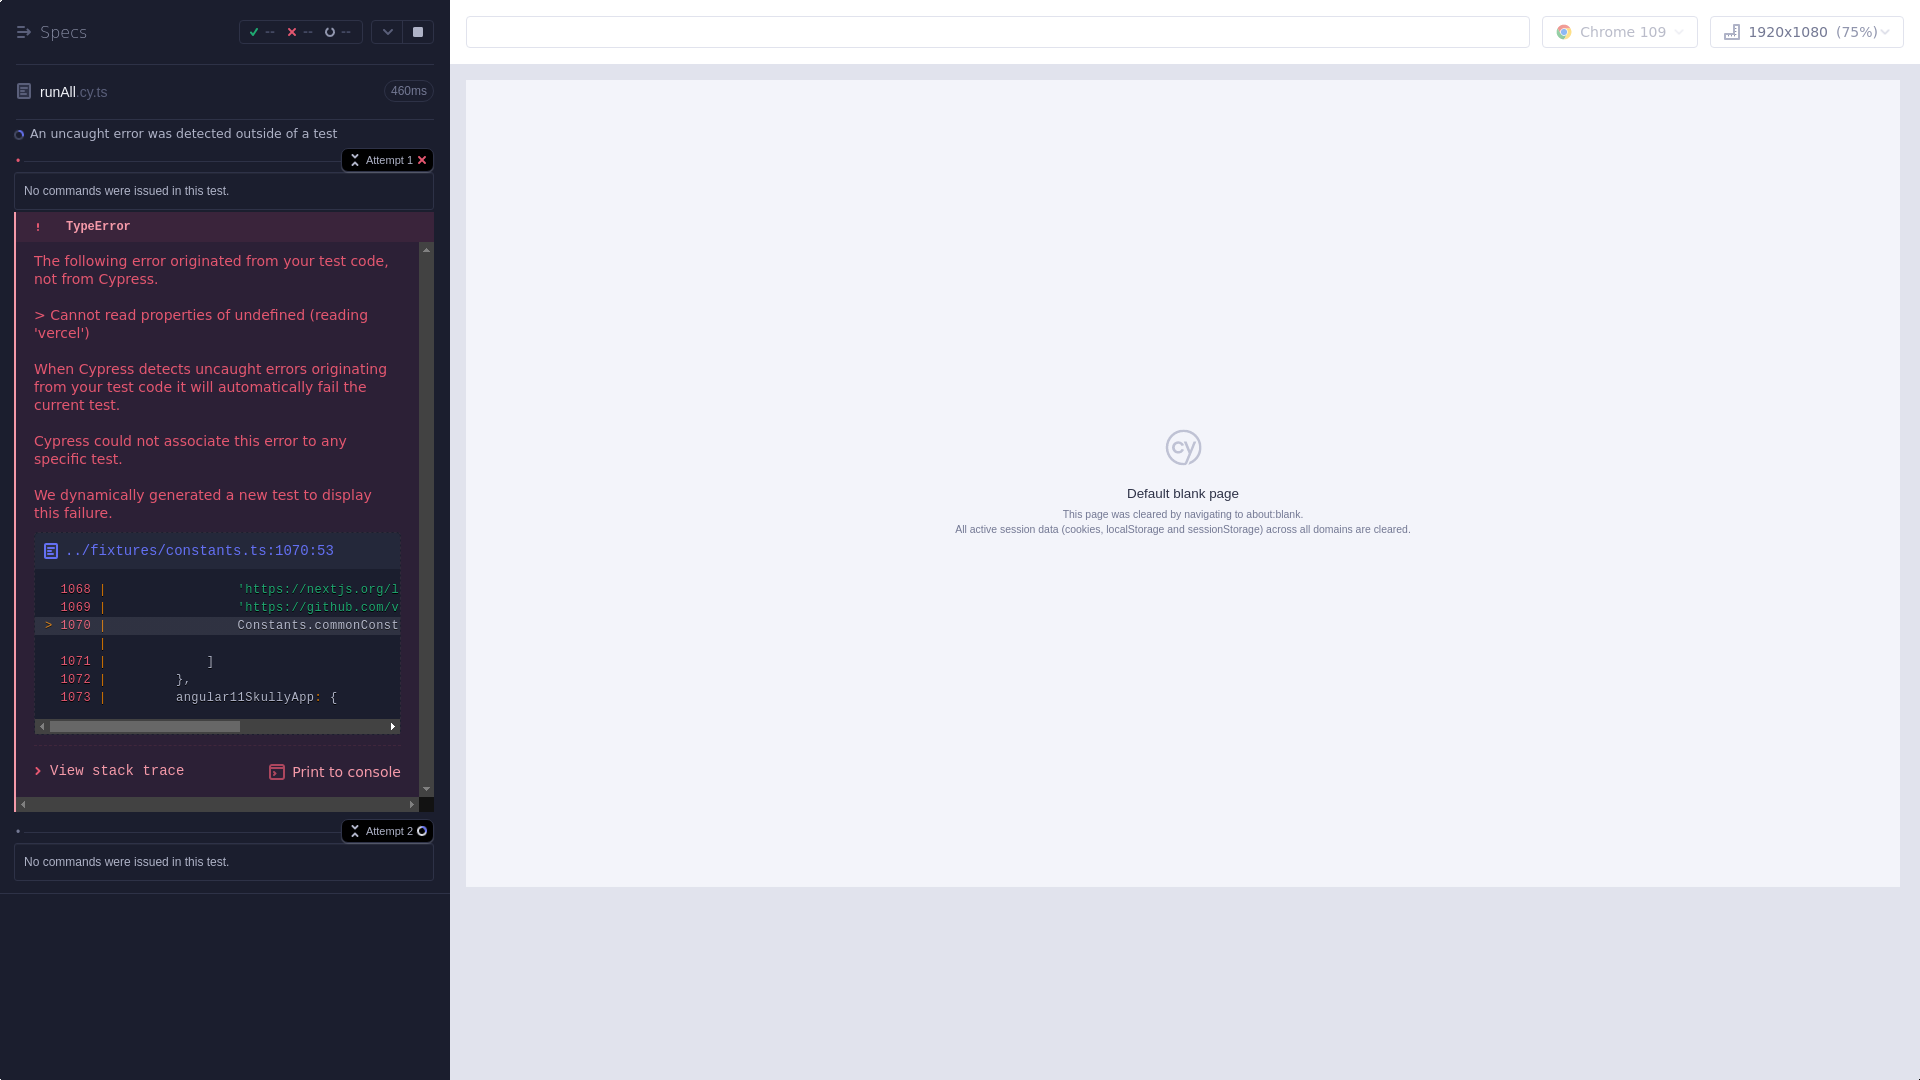 Specs
--
--
--
runAll.cy.ts
460ms
An uncaught error was detected outside of a test
Attempt 1
No commands were issued in this test.
! TypeError
The following error originated from your test code,
not from Cypress.
> Cannot read properties of undefined (reading
'vercel')
When Cypress detects uncaught errors originating
from your test code it will automatically fail the
current test.
Cypress could not associate this error to any
specific test.
We dynamically generated a new test to display
this failure.
../fixtures/constants.ts:1070:53
1068 | 'https://nextjs.org/l
1069 | 'https://github.com/v
> 1070 | Constants.commonConst
|
1071 | ]
1072 | },
1073 | angular11SkullyApp: {
View stack trace
Print to console
Attempt 2
No commands were issued in this test.
Chrome 109
1920x1080 (75%)
cy
Default blank page
This page was cleared by navigating to about:blank.
All active session data (cookies, localStorage and sessionStorage) across all domains are cleared.